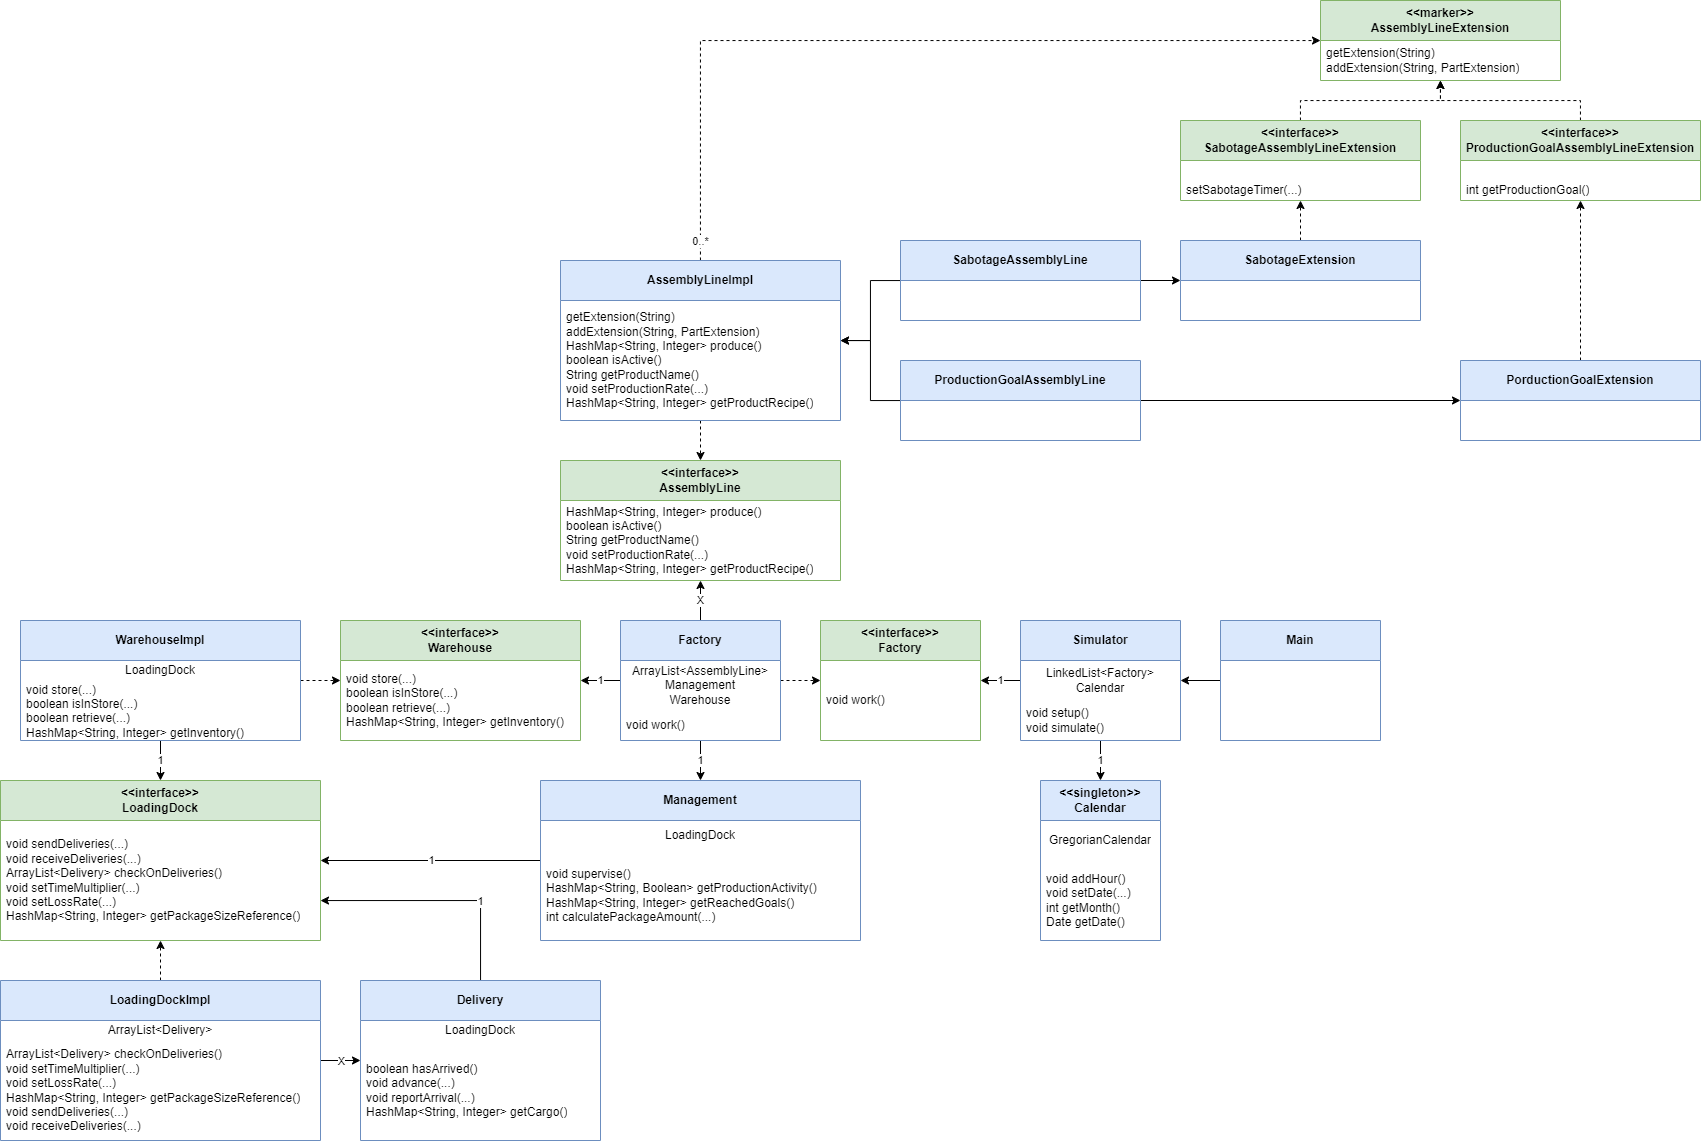 <<marker>>
AssemblyLineExtension
getExtension(String)
addExtension(String, PartExtension)
<<interface>>
SabotageAssemblyLineExtension
setSabotageTimer(...)
<<interface>>
ProductionGoalAssemblyLineExtension
int getProductionGoal()
0..*
AssemblyLineImpl
getExtension(String)
addExtension(String, PartExtension)
HashMap<String, Integer> produce()
boolean isActive()
String getProductName()
void setProductionRate(...)
HashMap<String, Integer> getProductRecipe()
SabotageAssemblyLine
SabotageExtension
ProductionGoalAssemblyLine
PorductionGoalExtension
<<interface>>
AssemblyLine
HashMap<String, Integer> produce()
boolean isActive()
String getProductName()
void setProductionRate(...)
HashMap<String, Integer> getProductRecipe()
X
WarehouseImpl
LoadingDock
void store(...)
boolean isInStore(...)
boolean retrieve(...)
HashMap<String, Integer> getInventory()
<<interface>>
Warehouse
void store(...)
boolean isInStore(...)
boolean retrieve(...)
HashMap<String, Integer> getInventory()
1
Factory
ArrayList<AssemblyLine>
Management
Warehouse
void work()
<<interface>>
Factory
void work()
1
Simulator
LinkedList<Factory>
Calendar
void setup()
void simulate()
Main
1
1
1
<<interface>>
LoadingDock
void sendDeliveries(...)
void receiveDeliveries(...)
ArrayList<Delivery> checkOnDeliveries()
void setTimeMultiplier(...)
void setLossRate(...)
HashMap<String, Integer> getPackageSizeReference()
1
1
Management
LoadingDock
void supervise()
HashMap<String, Boolean> getProductionActivity()
HashMap<String, Integer> getReachedGoals()
int calculatePackageAmount(...)
<<singleton>>
Calendar
GregorianCalendar
void addHour()
void setDate(...)
int getMonth()
Date getDate()
LoadingDockImpl
ArrayList<Delivery>
ArrayList<Delivery> checkOnDeliveries()
void setTimeMultiplier(...)
void setLossRate(...)
HashMap<String, Integer> getPackageSizeReference()
void sendDeliveries(...)
void receiveDeliveries(...)
X
Delivery
LoadingDock
boolean hasArrived()
void advance(...)
void reportArrival(...)
HashMap<String, Integer> getCargo()